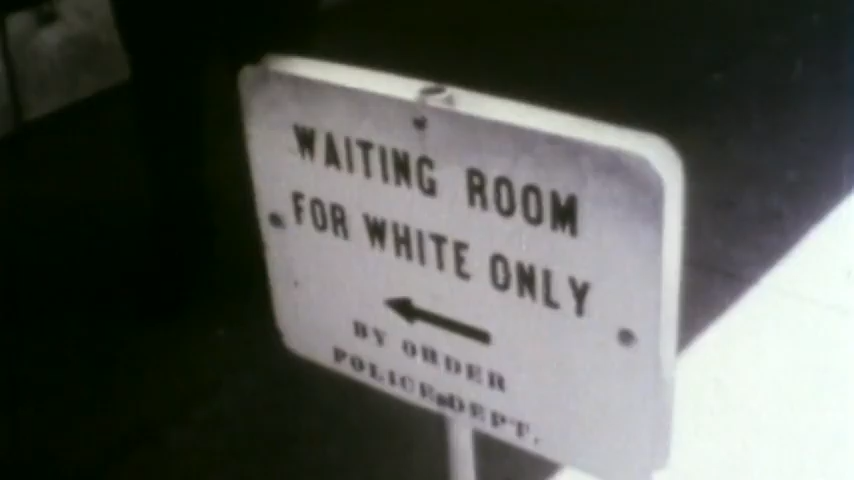 WAITING ROOM
FOR WHITE ONLY
BY ORDER
POLICE DEPT.